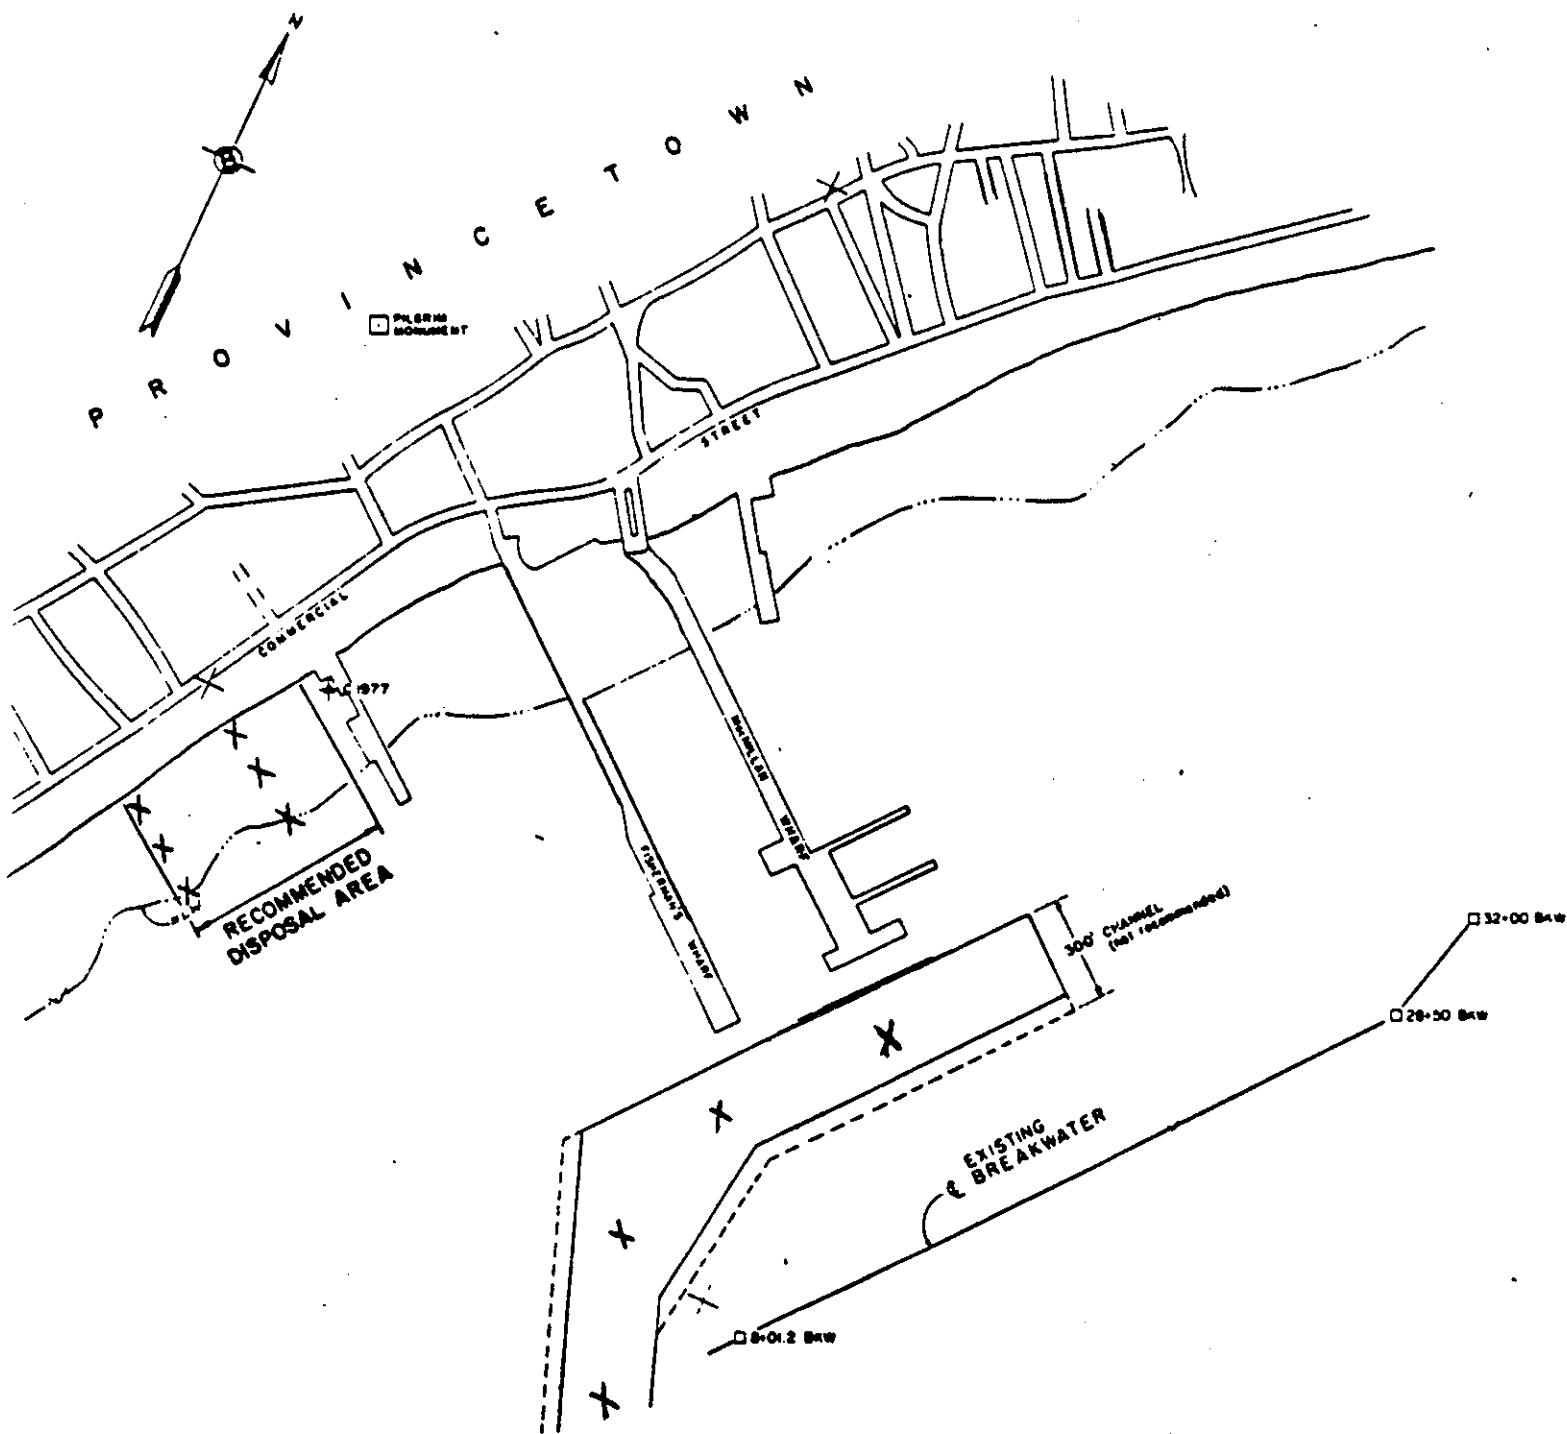 N
B
PROVINCETOWN
PILGRIM
MONUMENT
STREET
COMMERCIAL
1977
MACMILLAN
WHARF
FISHERMAN'S
WHARF
RECOMMENDED
DISPOSAL AREA
300' CHANNEL
(not recommended)
32+00 BKW
28+50 BKW
EXISTING
℄ BREAKWATER
8+01.2 BKW